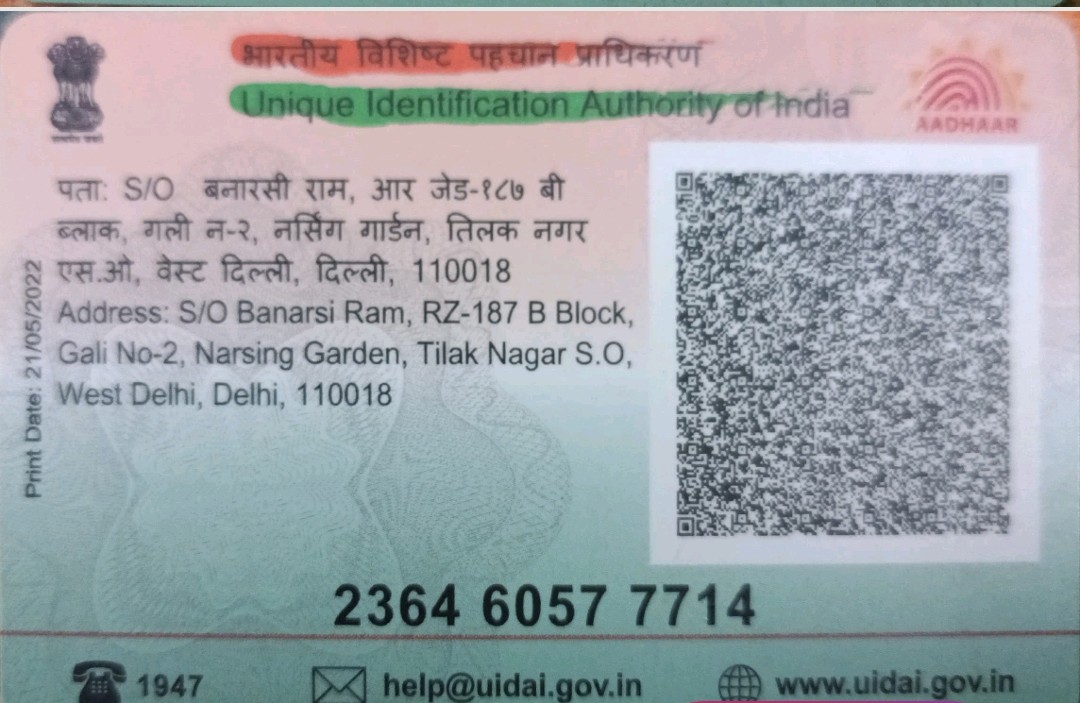 भारतीय विशिष्ट पहचान प्राधिकरण
Unique Identification Authority of India
AADHAAR
पता: S/O बनारसी राम, आर जेड-१८७ बी
ब्लाक, गली न-२, नर्सिंग गार्डन, तिलक नगर
एस.ओ, वेस्ट दिल्ली, दिल्ली, 110018
Address: S/O Banarsi Ram, RZ-187 B Block,
Gali No-2, Narsing Garden, Tilak Nagar S.O,
West Delhi, Delhi, 110018
Print Date: 21/05/2022
2364 6057 7714
1947
help@uidai.gov.in
www.uidai.gov.in